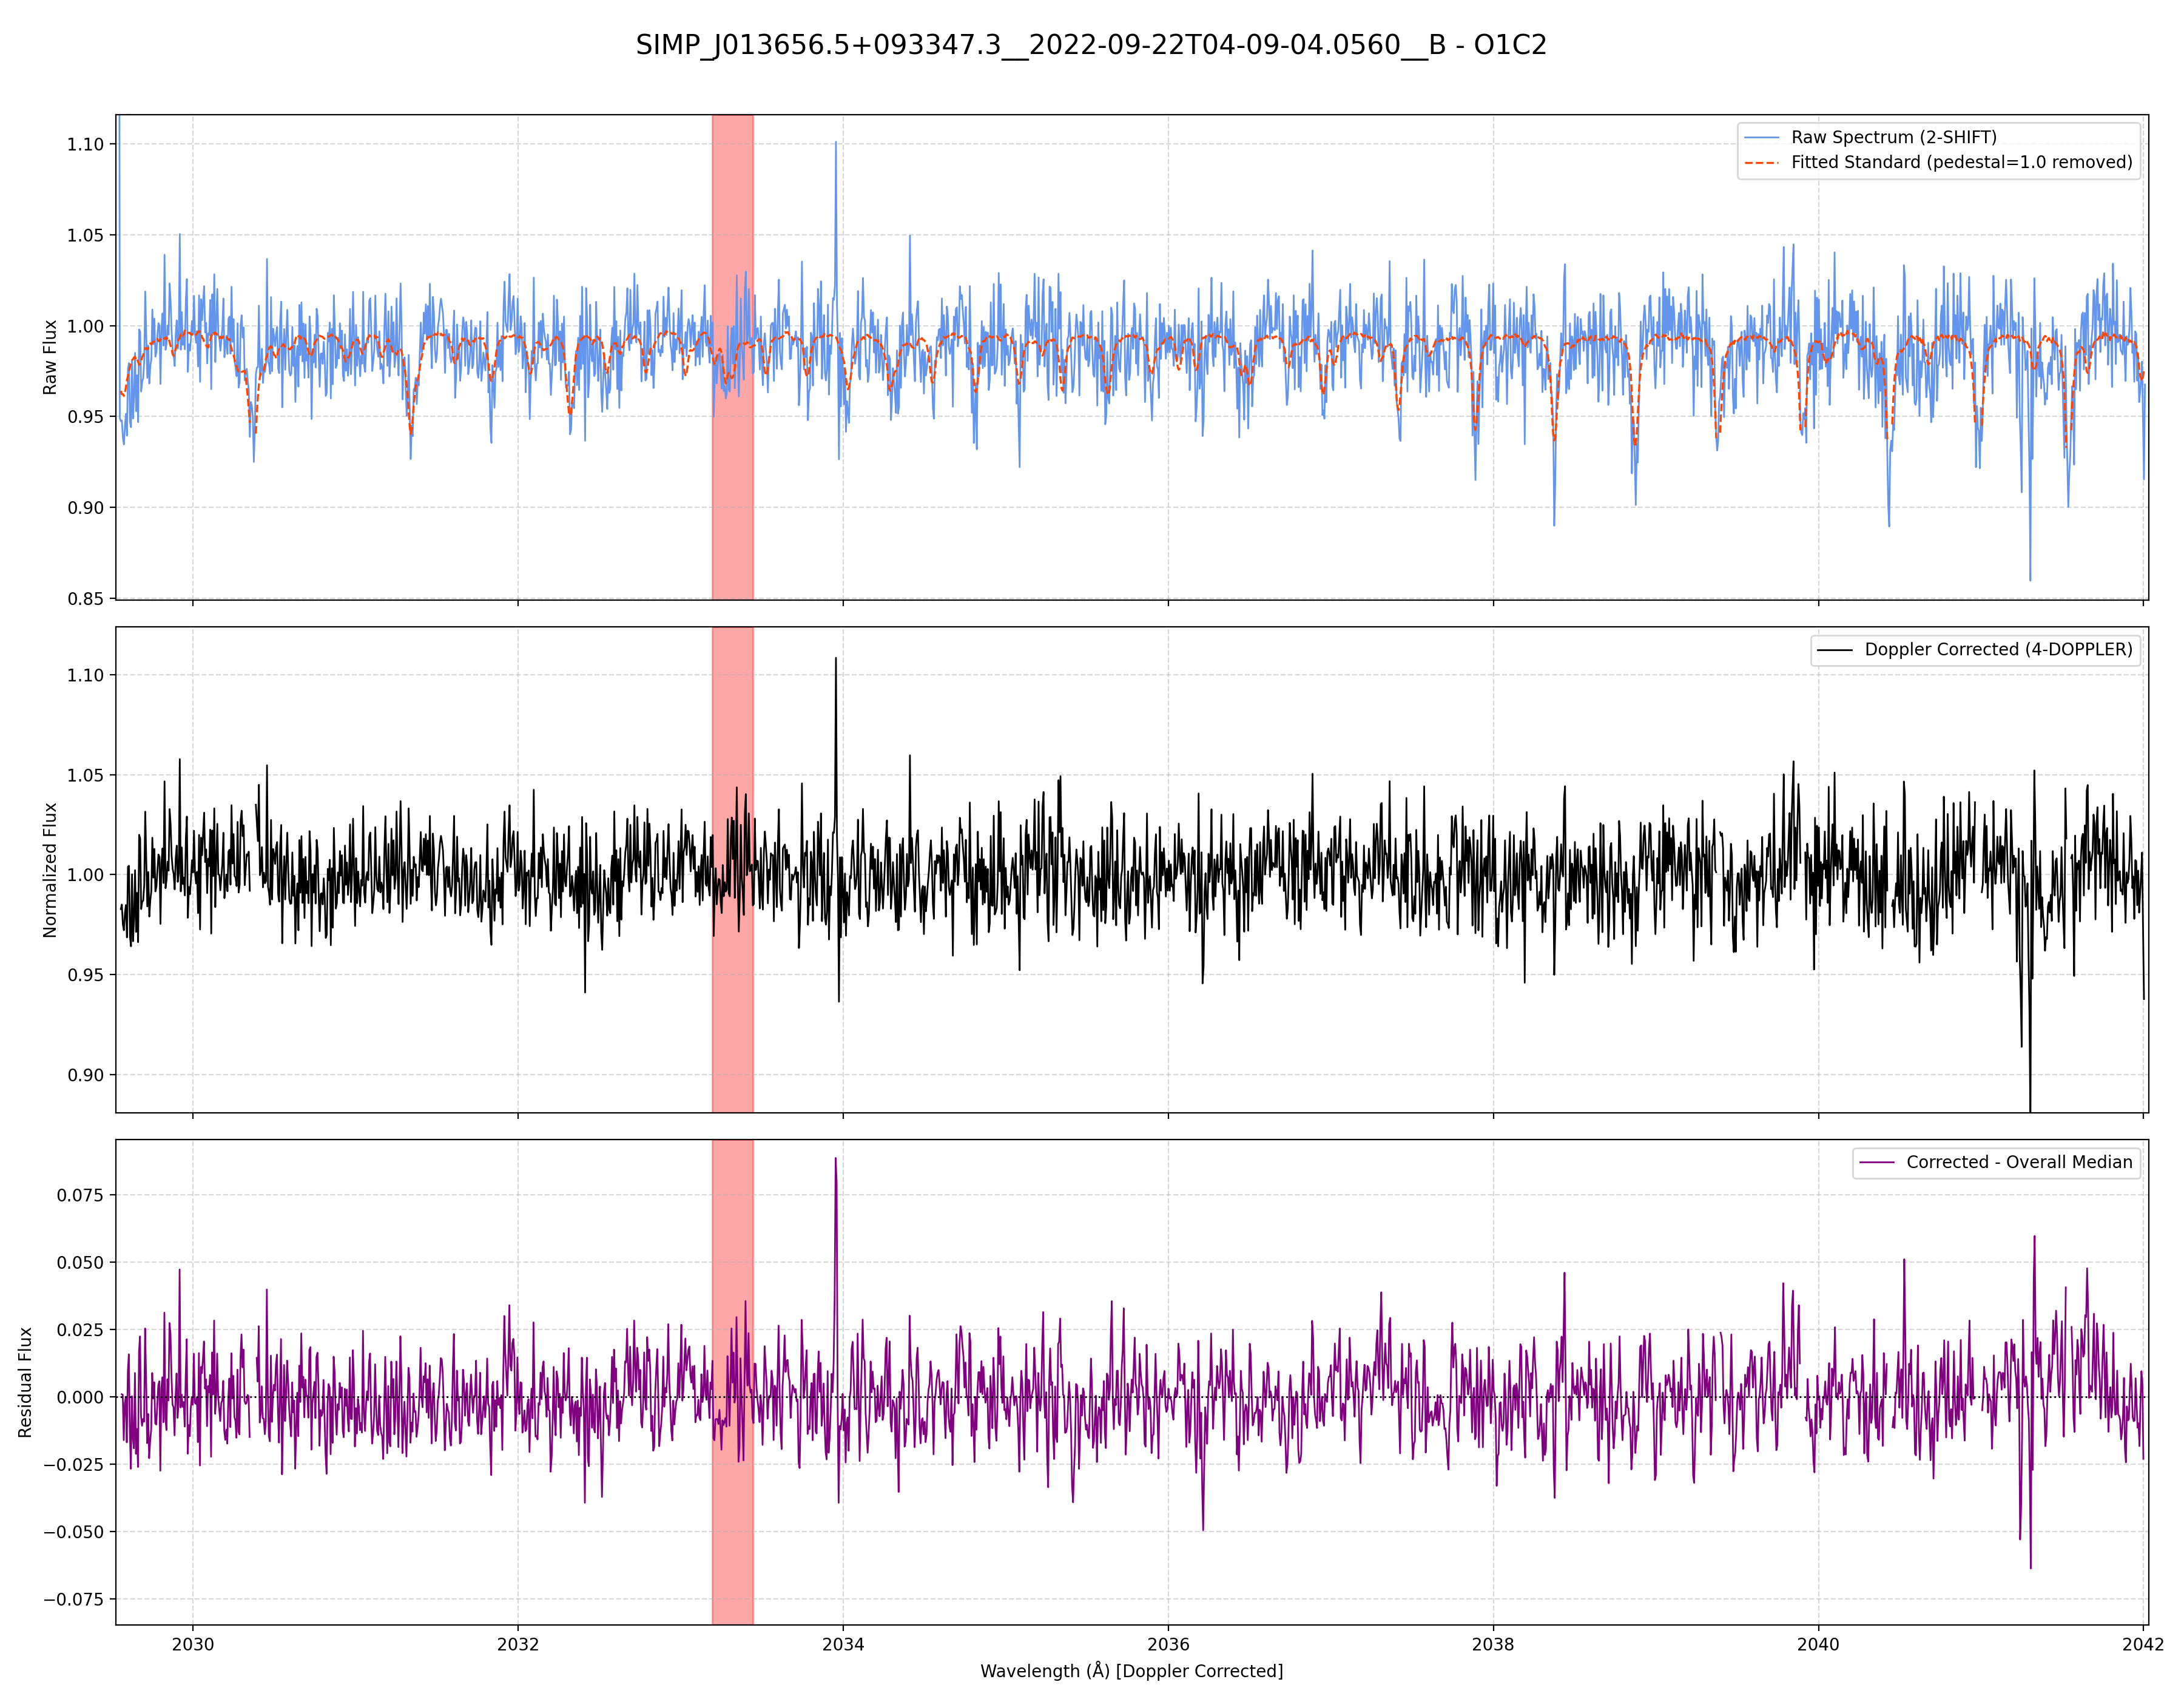 SIMP_J013656.5+093347.3__2022-09-22T04-09-04.0560__B - O1C2
Raw Flux
1.10
1.05
1.00
0.95
0.90
0.85
Raw Spectrum (2-SHIFT)
Fitted Standard (pedestal=1.0 removed)
Normalized Flux
1.10
1.05
1.00
0.95
0.90
Doppler Corrected (4-DOPPLER)
Residual Flux
0.075
0.050
0.025
0.000
−0.025
−0.050
−0.075
Corrected - Overall Median
2030 2032 2034 2036 2038 2040 2042
Wavelength (Å) [Doppler Corrected]